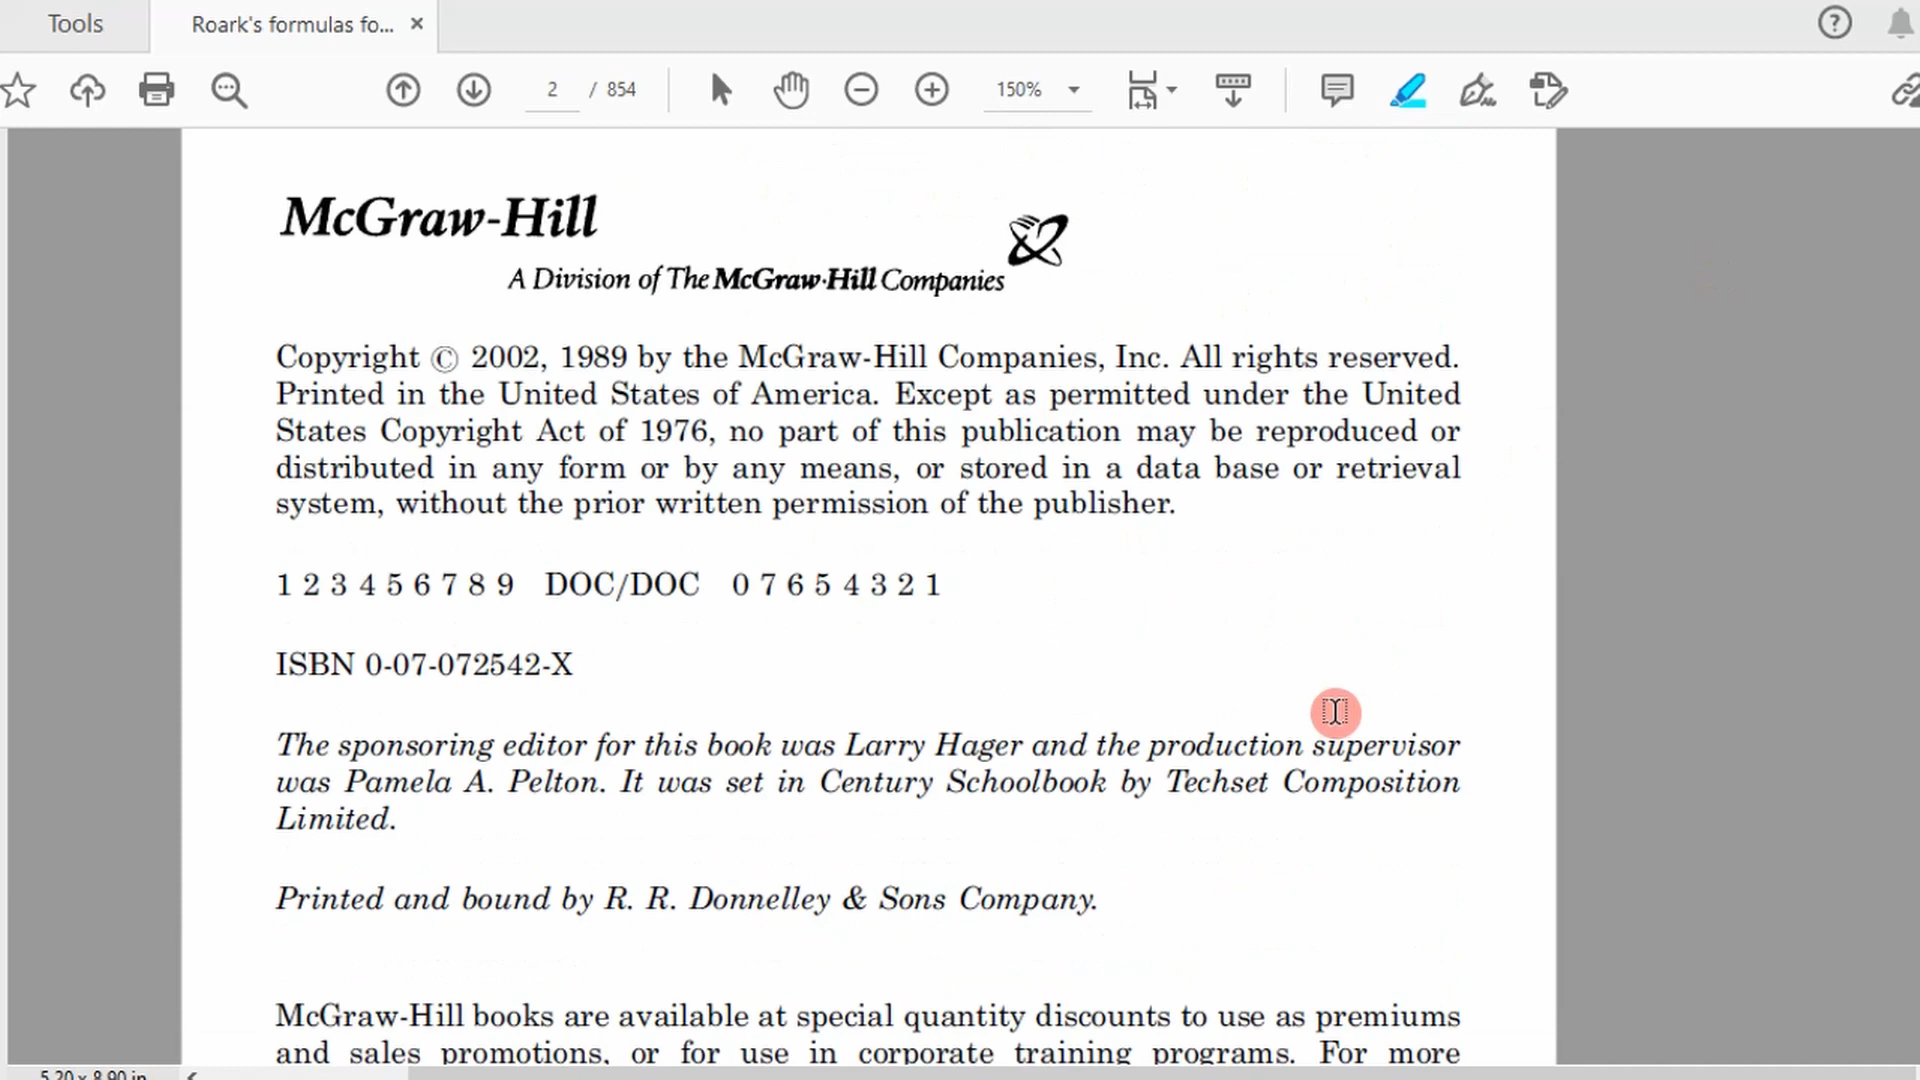 Tools
Roark's formulas fo... ×
2 / 854
150%
McGraw-Hill
A Division of The McGraw·Hill Companies
Copyright © 2002, 1989 by the McGraw-Hill Companies, Inc. All rights reserved.
Printed in the United States of America. Except as permitted under the United
States Copyright Act of 1976, no part of this publication may be reproduced or
distributed in any form or by any means, or stored in a data base or retrieval
system, without the prior written permission of the publisher.
1 2 3 4 5 6 7 8 9 DOC/DOC 0 7 6 5 4 3 2 1
ISBN 0-07-072542-X
The sponsoring editor for this book was Larry Hager and the production supervisor
was Pamela A. Pelton. It was set in Century Schoolbook by Techset Composition
Limited.
Printed and bound by R. R. Donnelley & Sons Company.
McGraw-Hill books are available at special quantity discounts to use as premiums
and sales promotions, or for use in corporate training programs. For more
5.20 x 8.90 in